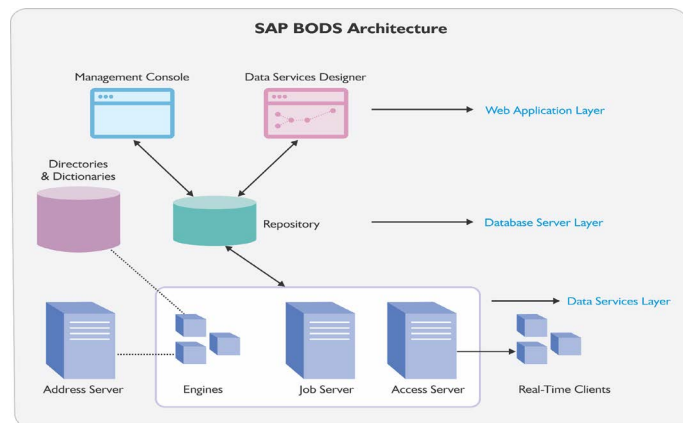 SAP BODS Architecture
Management Console
Data Services Designer
Web Application Layer
Directories
& Dictionaries
Repository
Database Server Layer
Data Services Layer
Address Server
Engines
Job Server
Access Server
Real-Time Clients